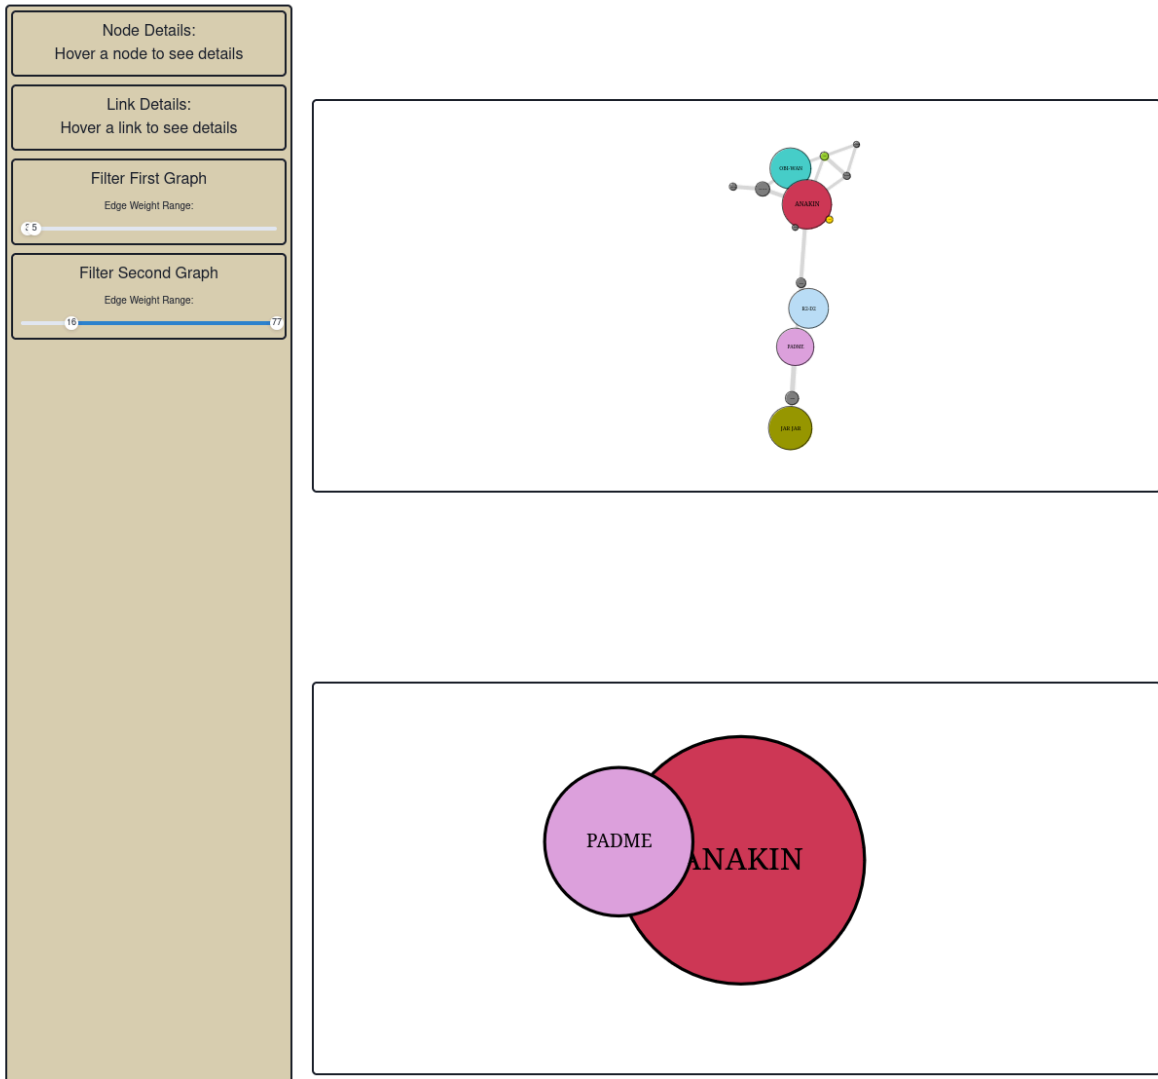 Node Details:
Hover a node to see details
Link Details:
Hover a link to see details
Filter First Graph
Edge Weight Range:
5
Filter Second Graph
Edge Weight Range:
16
77
OBI-WAN
ANAKIN
R2-D2
PADME
JAR JAR
PADME
ANAKIN